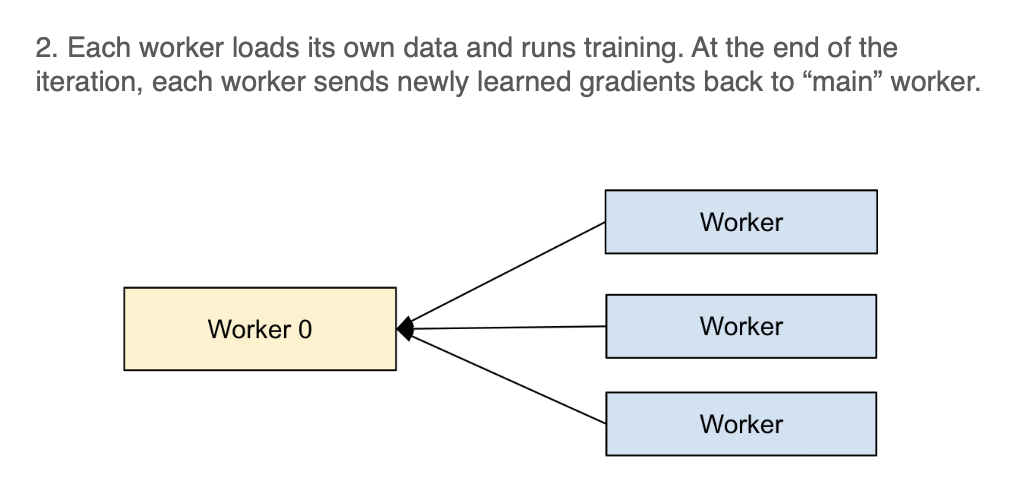 2. Each worker loads its own data and runs training. At the end of the
iteration, each worker sends newly learned gradients back to “main” worker.
Worker
Worker 0
Worker
Worker